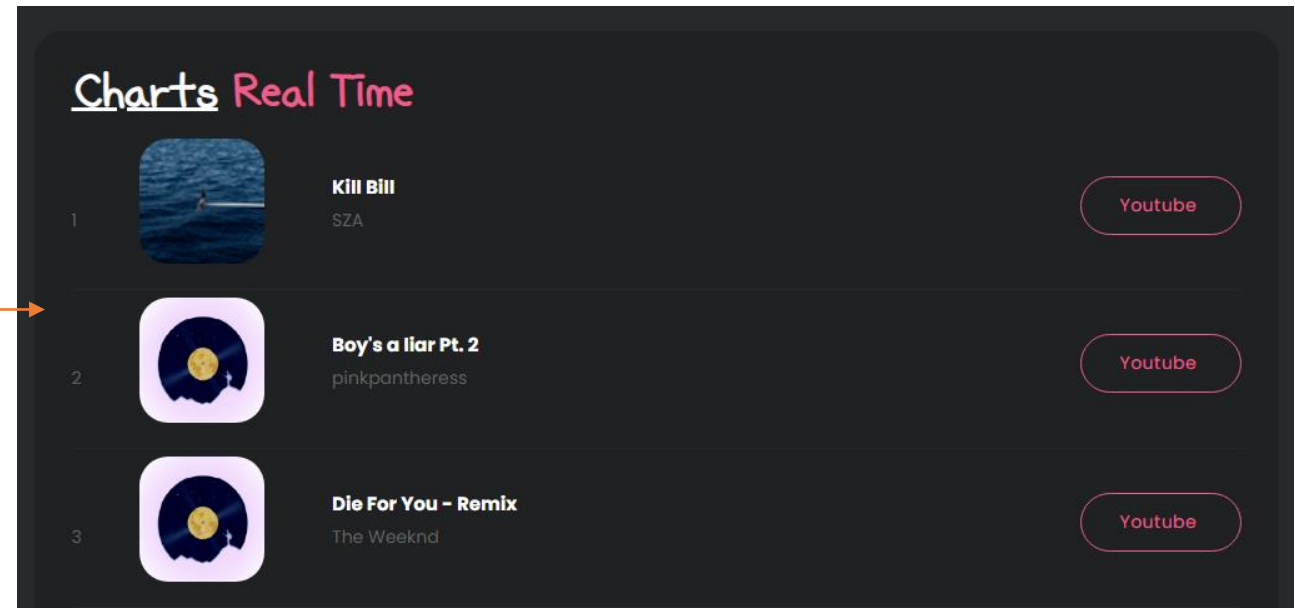 Charts Real Time
Kill Bill
1
SZA
Youtube
Boy's a liar Pt. 2
2
pinkpantheress
Youtube
Die For You - Remix
3
The Weeknd
Youtube